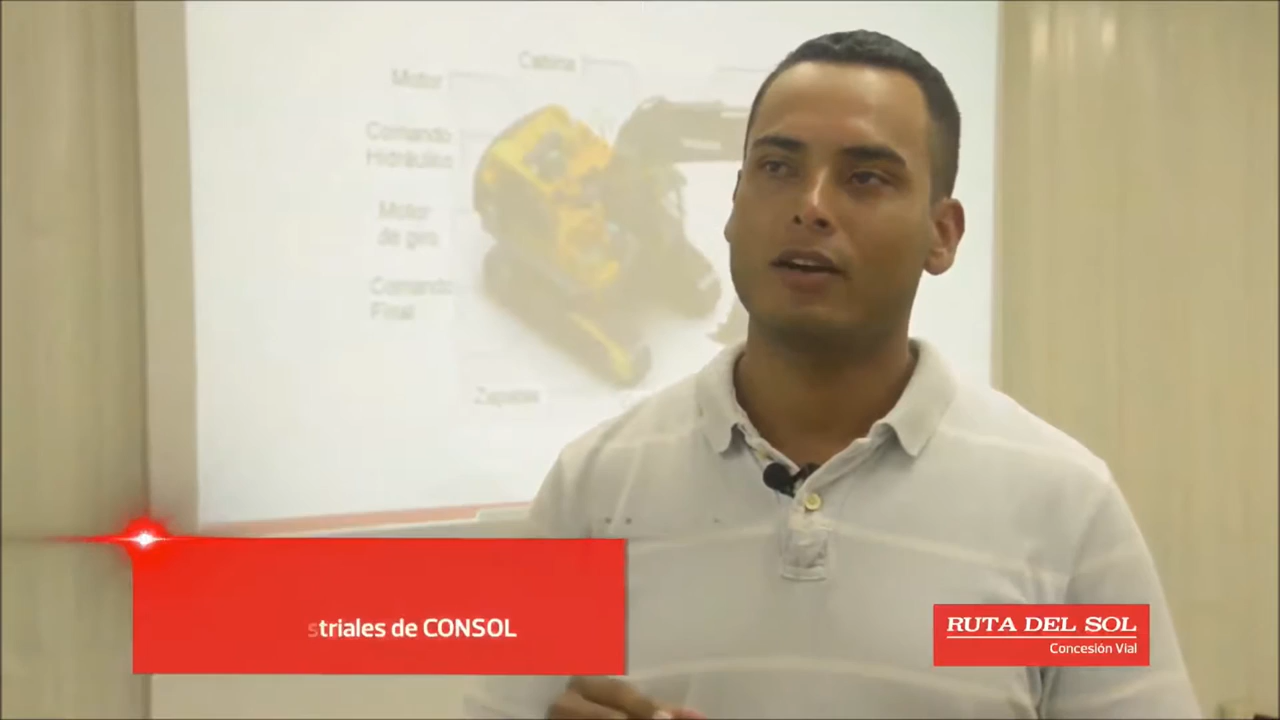 Cabina
Motor
Comando
Hidráulico
Motor
de giro
Comando
Final
Zapatas
striales de CONSOL
RUTA DEL SOL
Concesión Vial